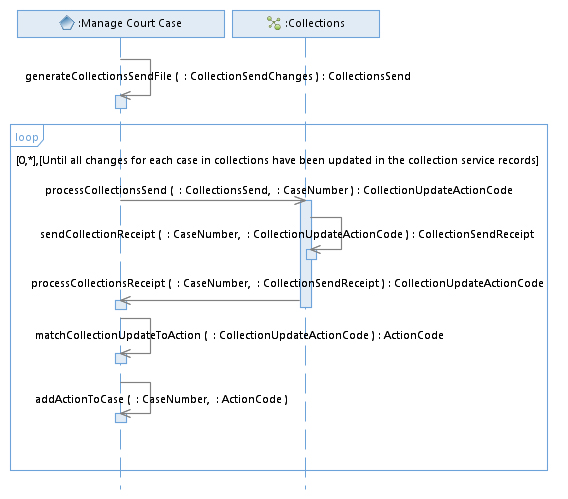 :Manage Court Case
:Collections
generateCollectionsSendFile ( : CollectionSendChanges ) : CollectionsSend
loop
[0,*],[Until all changes for each case in collections have been updated in the collection service records]
processCollectionsSend ( : CollectionsSend, : CaseNumber ) : CollectionUpdateActionCode
sendCollectionReceipt ( : CaseNumber, : CollectionUpdateActionCode ) : CollectionSendReceipt
processCollectionsReceipt ( : CaseNumber, : CollectionSendReceipt ) : CollectionUpdateActionCode
matchCollectionUpdateToAction ( : CollectionUpdateActionCode ) : ActionCode
addActionToCase ( : CaseNumber, : ActionCode )